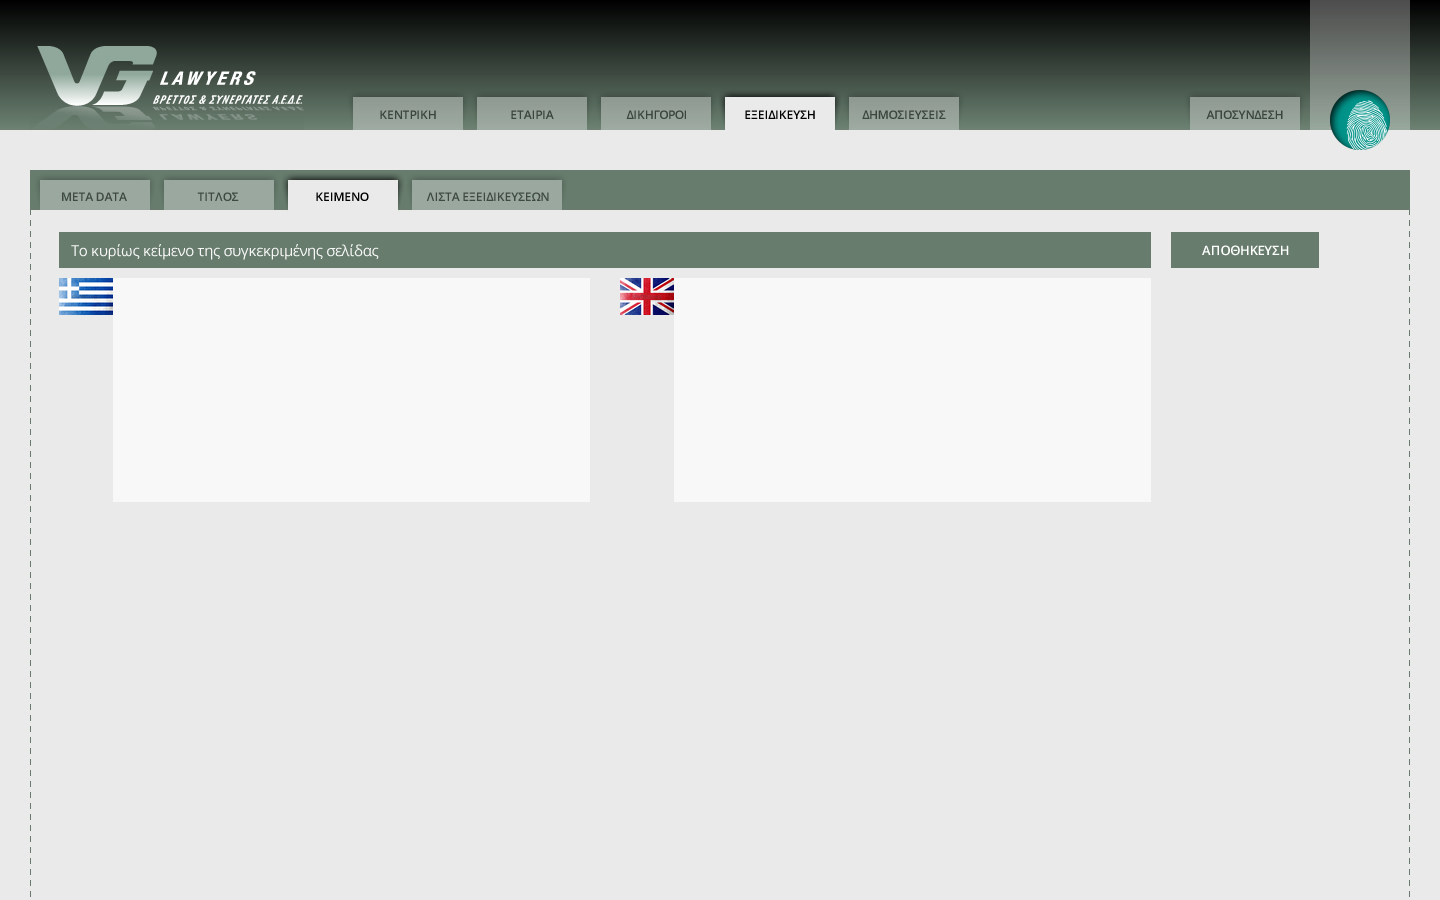 VG LAWYERS
ΒΡΕΤΤΟΣ & ΣΥΝΕΡΓΑΤΕΣ Α.Ε.Δ.Ε.
ΚΕΝΤΡΙΚΗ
ΕΤΑΙΡΙΑ
ΔΙΚΗΓΟΡΟΙ
ΕΞΕΙΔΙΚΕΥΣΗ
ΔΗΜΟΣΙΕΥΣΕΙΣ
ΑΠΟΣΥΝΔΕΣΗ
META DATA
ΤΙΤΛΟΣ
ΚΕΙΜΕΝΟ
ΛΙΣΤΑ ΕΞΕΙΔΙΚΕΥΣΕΩΝ
Το κυρίως κείμενο της συγκεκριμένης σελίδας
ΑΠΟΘΗΚΕΥΣΗ